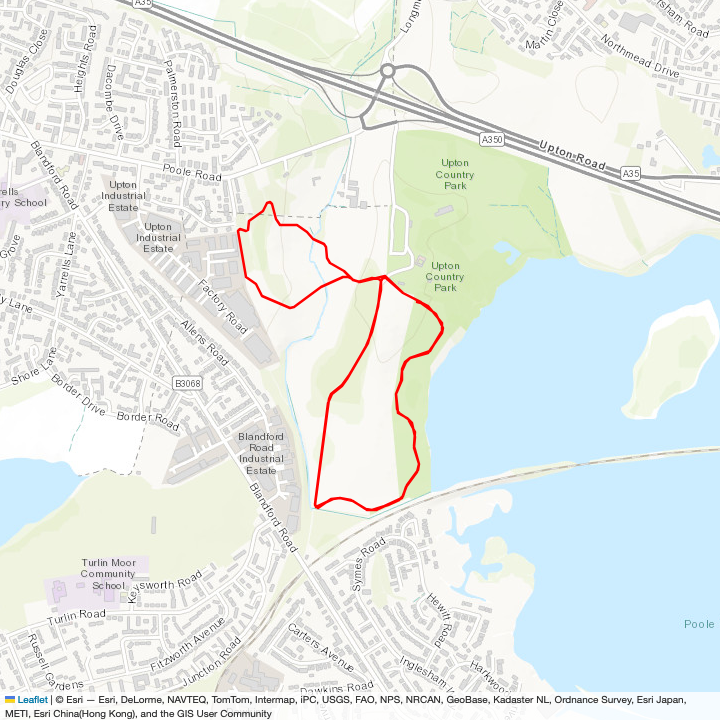 A35
Longm
Martin Close
rsham Road
Northmead Drive
Douglas Close
Heights Road
Dacombe Drive
Palmerston Road
Blandford Road
Poole Road
A350
Upton Road
A35
Upton
Country
Park
rells
ry School
Upton
Industrial
Estate
Upton
Industrial
Estate
Grove
Yarrells Lane
Upton
Country
Park
Factory Road
y Lane
Allens Road
Shore Lane
Border Drive
B3068
Border Road
Blandford
Road
Industrial
Estate
Blandford Road
Turlin Moor
Community
School
Keysworth Road
Symes Road
Turlin Road
Hewitt Road
Poole
Russell Gardens
Fitzworth Avenue
Junction Road
Carters Avenue
Inglesham
Harkwoo
Dawkins Road
Leaflet | © Esri — Esri, DeLorme, NAVTEQ, TomTom, Intermap, iPC, USGS, FAO, NPS, NRCAN, GeoBase, Kadaster NL, Ordnance Survey, Esri Japan,
METI, Esri China(Hong Kong), and the GIS User Community